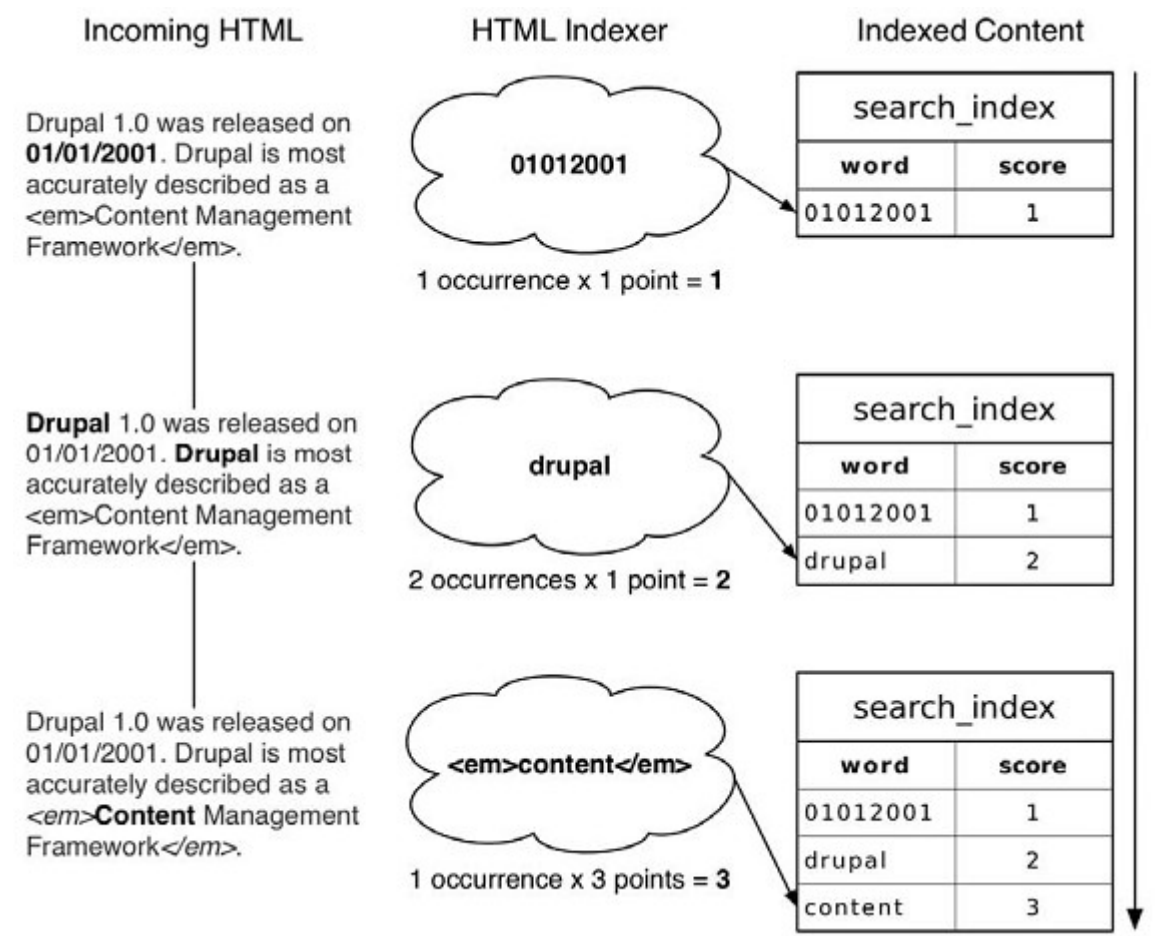 Incoming HTML
HTML Indexer
Indexed Content
Drupal 1.0 was released on
01/01/2001. Drupal is most
accurately described as a
<em>Content Management
Framework</em>.
01012001
1 occurrence x 1 point = 1
search_index
word score
01012001 1
Drupal 1.0 was released on
01/01/2001. Drupal is most
accurately described as a
<em>Content Management
Framework</em>.
drupal
2 occurrences x 1 point = 2
search_index
word score
01012001 1
drupal 2
Drupal 1.0 was released on
01/01/2001. Drupal is most
accurately described as a
<em>Content Management
Framework</em>.
<em>content</em>
1 occurrence x 3 points = 3
search_index
word score
01012001 1
drupal 2
content 3